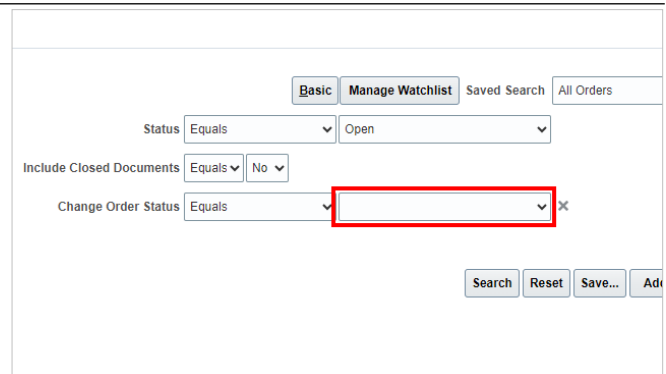 Basic Manage Watchlist Saved Search All Orders
Status Equals Open
Include Closed Documents Equals No
Change Order Status Equals
Search Reset Save...